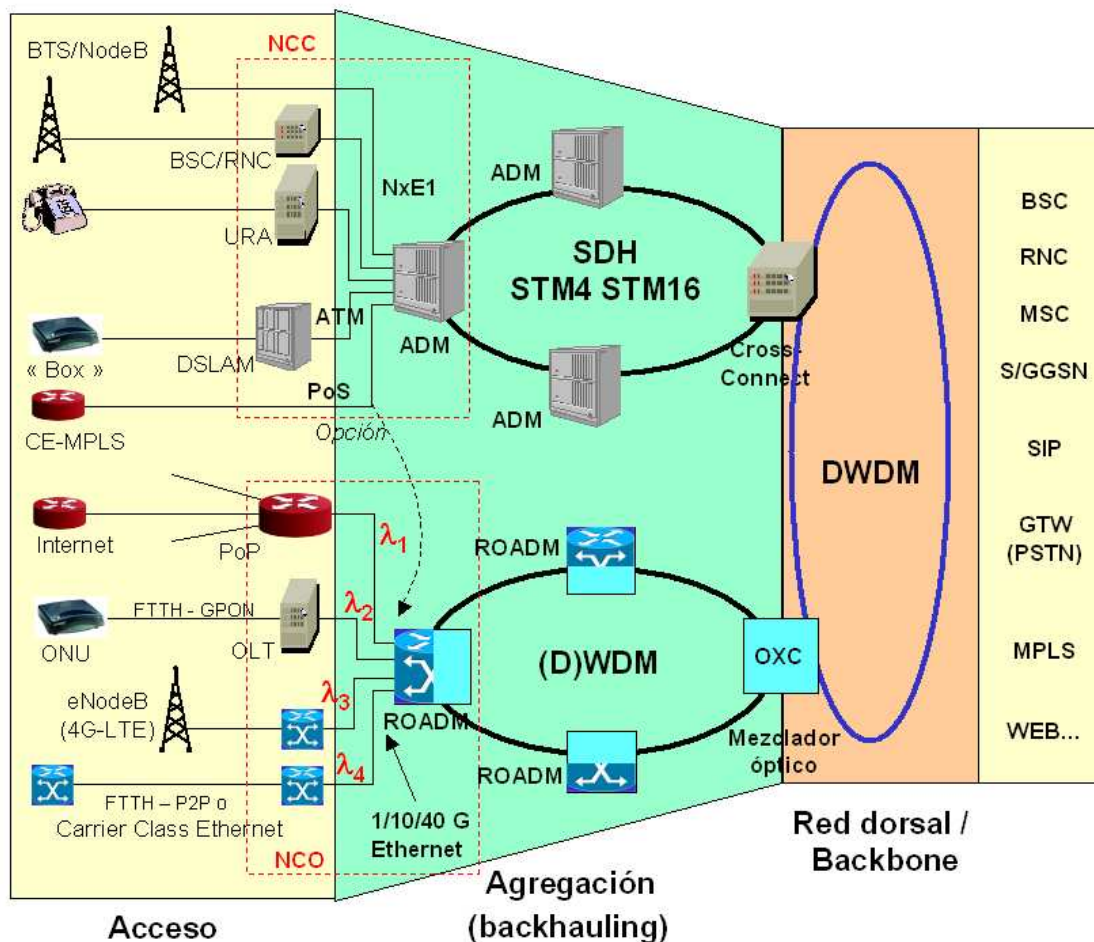 BTS/NodeB
NCC
BSC/RNC
NxE1
URA
ADM
SDH
STM4 STM16
ATM
« Box »
DSLAM
ADM
PoS
Opción
CE-MPLS
ADM
Cross-
Connect
Internet
PoP
λ1
ROADM
FTTH - GPON
λ2
ONU
OLT
(D)WDM
OXC
eNodeB
(4G-LTE)
λ3
ROADM
Mezclador
óptico
λ4
ROADM
FTTH – P2P o
Carrier Class Ethernet
1/10/40 G
Ethernet
NCO
DWDM
BSC
RNC
MSC
S/GGSN
SIP
GTW
(PSTN)
MPLS
WEB...
Acceso
Agregación
(backhauling)
Red dorsal /
Backbone